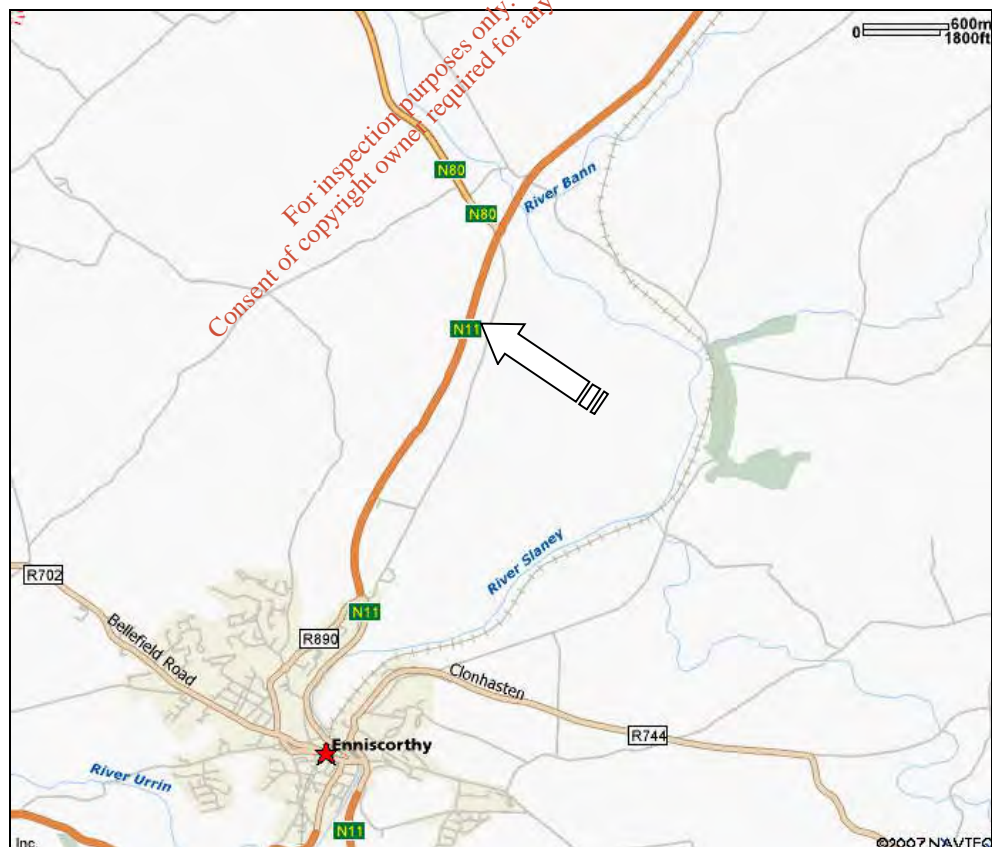 For inspection purposes only.
Consent of copyright owner required for any
0
600m
1800ft
N80
N80
River Bann
N11
River Slaney
R702
N11
R890
Bellefield Road
Clonhasten
R744
Enniscorthy
River Urrin
N11
Inc
©2007 NAVTEQ